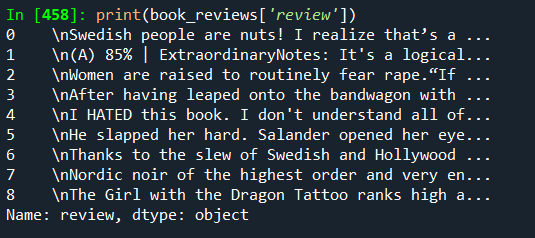 In [458]: print(book_reviews['review'])
0    \nSwedish people are nuts! I realize that’s a ...
1    \n(A) 85% | ExtraordinaryNotes: It's a logical...
2    \nWomen are raised to routinely fear rape.“If ...
3    \nAfter having leaped onto the bandwagon with ...
4    \nI HATED this book. I don't understand all of...
5    \nHe slapped her hard. Salander opened her eye...
6    \nThanks to the slew of Swedish and Hollywood ...
7    \nNordic noir of the highest order and very en...
8    \nThe Girl with the Dragon Tattoo ranks high a...
Name: review, dtype: object